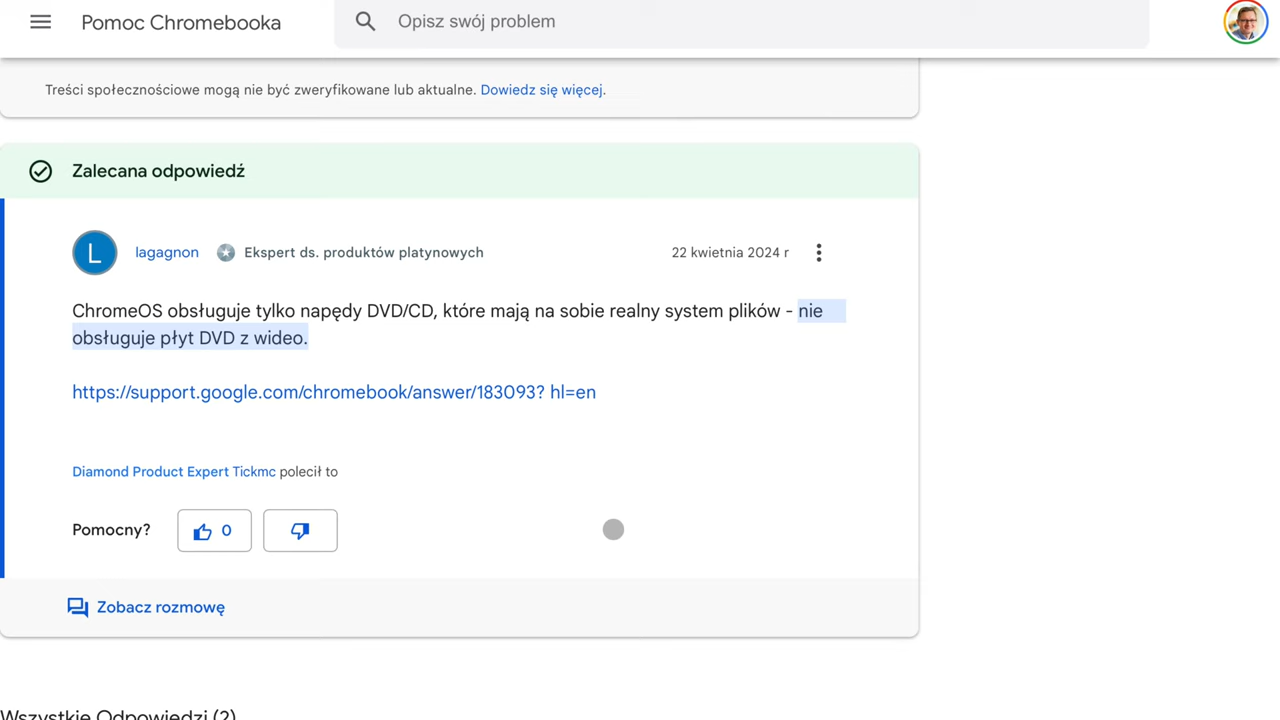 Pomoc Chromebooka
Opisz swój problem
Treści społecznościowe mogą nie być zweryfikowane lub aktualne. Dowiedz się więcej.
Zalecana odpowiedź
L
lagagnon Ekspert ds. produktów platynowych 22 kwietnia 2024 r
ChromeOS obsługuje tylko napędy DVD/CD, które mają na sobie realny system plików - nie
obsługuje płyt DVD z wideo.
https://support.google.com/chromebook/answer/183093? hl=en
Diamond Product Expert Tickmc polecił to
Pomocny? 0
Zobacz rozmowę
Wszystkie Odpowiedzi (2)